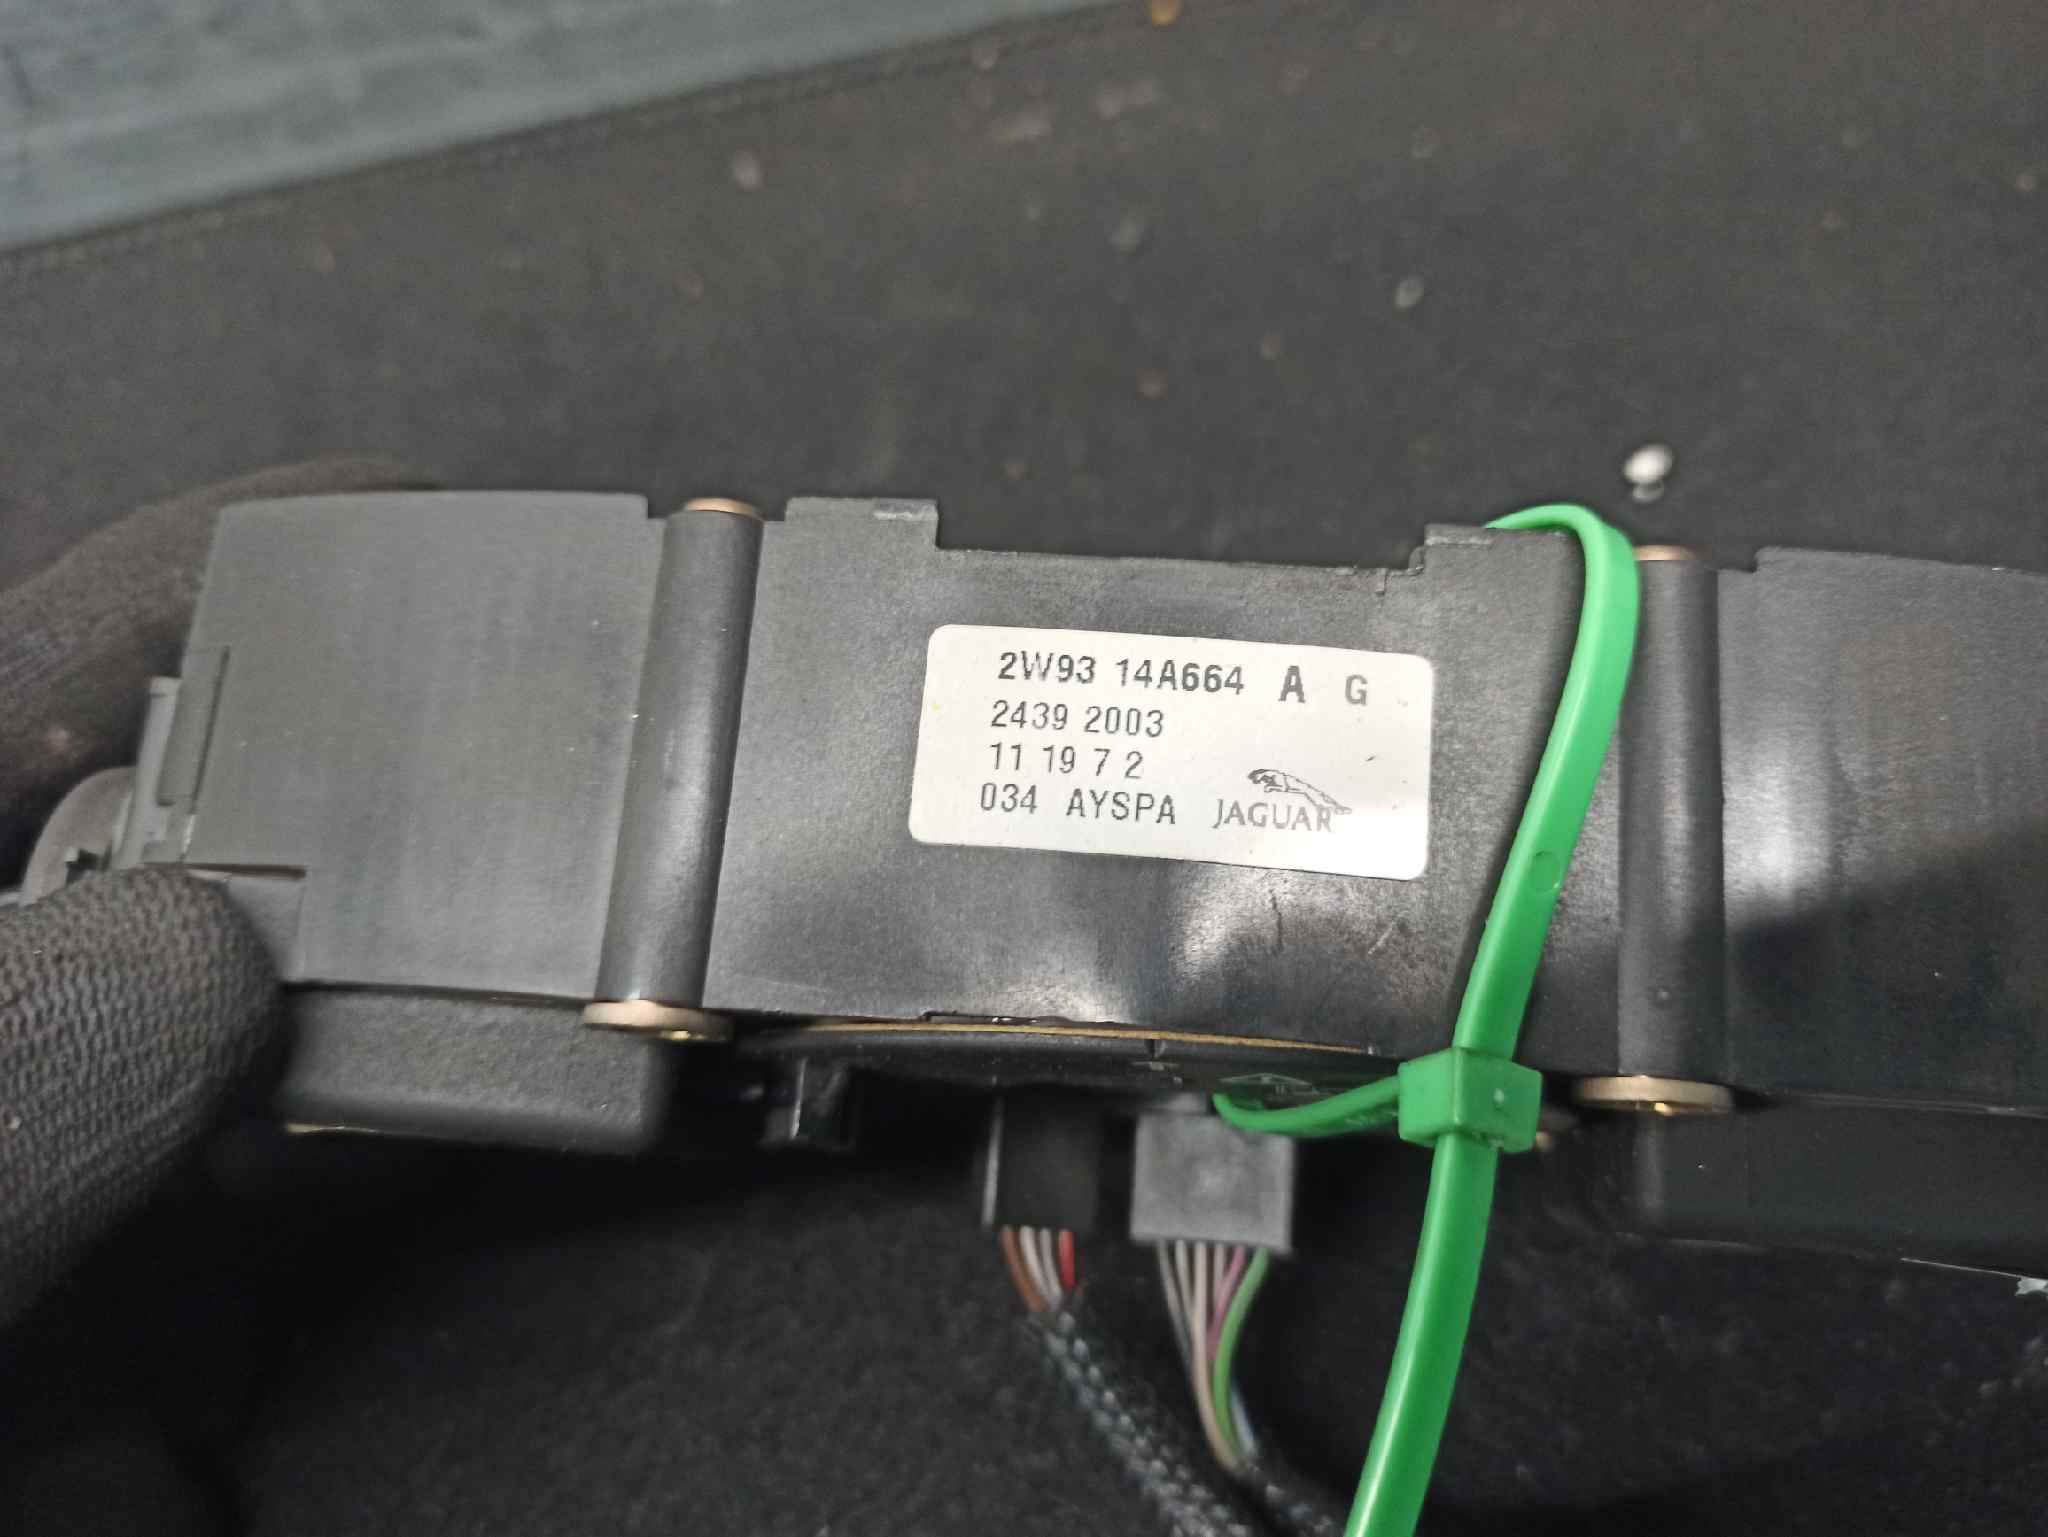 2W93 14A664 A G
2439 2003
11 19 7 2
034 AYSPA JAGUAR